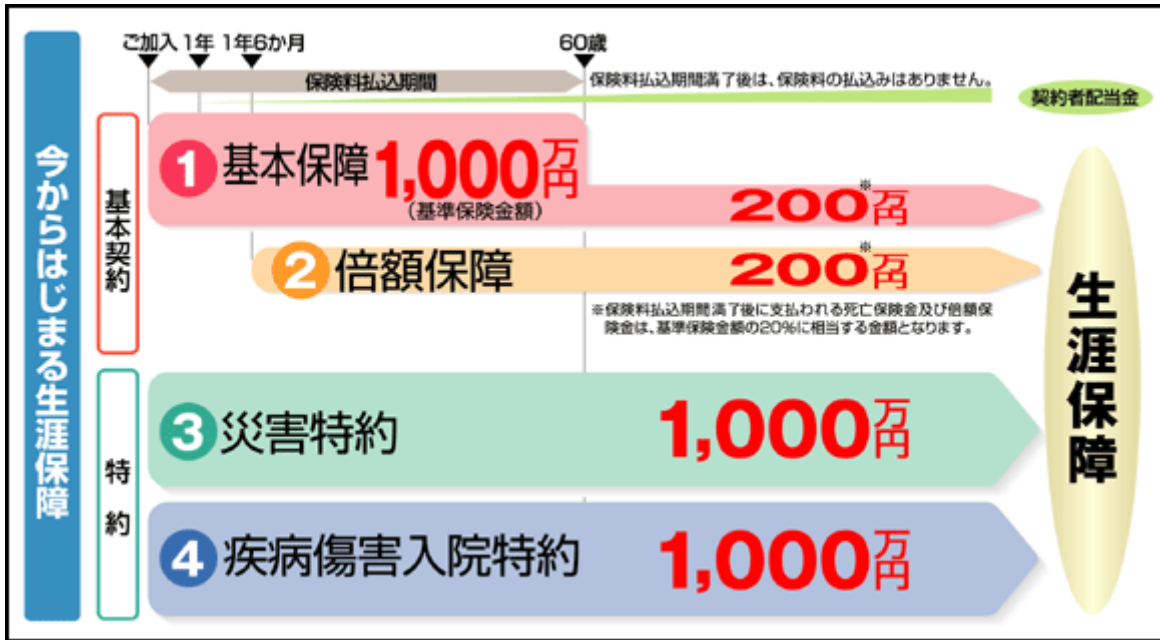 今からはじまる生涯保障
ご加入 1年 1年6か月 60歳
保険料払込期間
保険料払込期間満了後は、保険料の払込みはありません。
契約者配当金
基本契約
1 基本保障 1,000万円
(基準保険金額)
200万円※
2 倍額保障 200万円※
※保険料払込期間満了後に支払われる死亡保険金及び倍額保
険金は、基準保険金額の20%に相当する金額となります。
特約
3 災害特約 1,000万円
4 疾病傷害入院特約 1,000万円
生涯保障